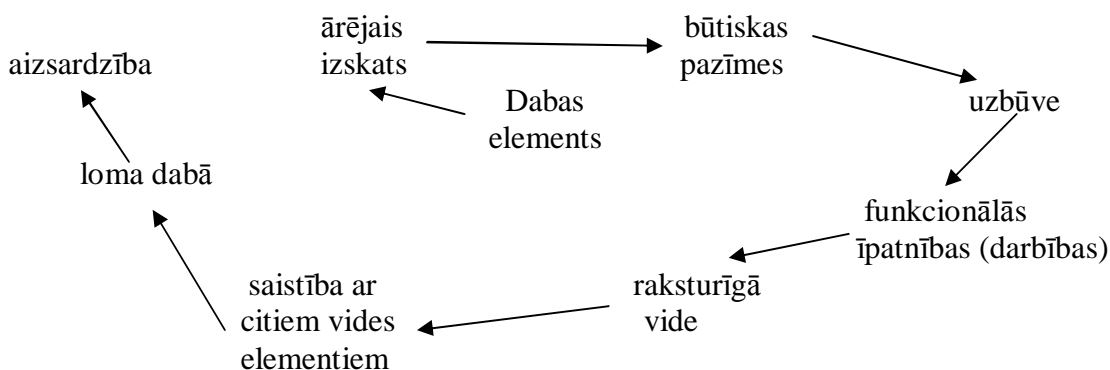 ārējais
izskats
būtiskas
pazīmes
aizsardzība
uzbūve
Dabas
elements
loma dabā
funkcionālās
īpatnības (darbības)
saistība ar
citiem vides
elementiem
raksturīgā
vide